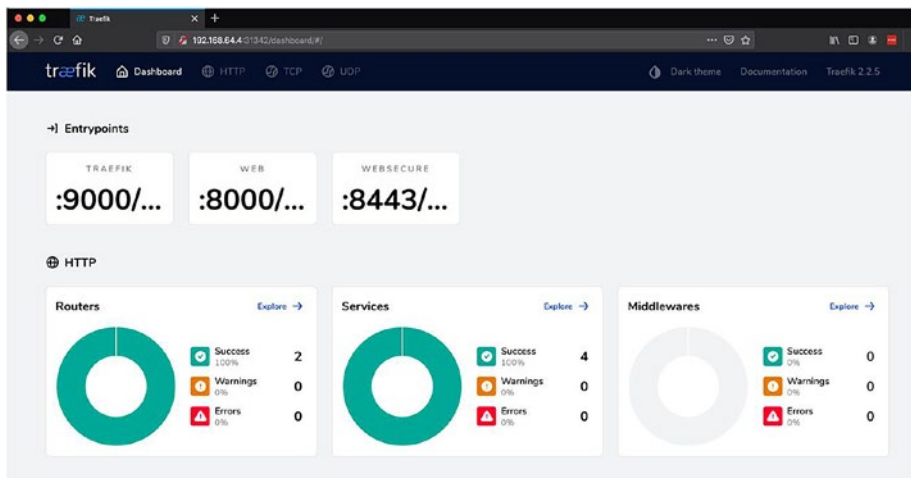 Traefik
192.168.64.4:31342/dashboard/#/
træfik Dashboard HTTP TCP UDP Dark theme Documentation Traefik 2.2.5
Entrypoints
TRAEFIK WEB WEBSECURE
:9000/... :8000/... :8443/...
HTTP
Routers Explore
Success 2
100%
Warnings 0
0%
Errors 0
0%
Services Explore
Success 4
100%
Warnings 0
0%
Errors 0
0%
Middlewares Explore
Success 0
0%
Warnings 0
0%
Errors 0
0%